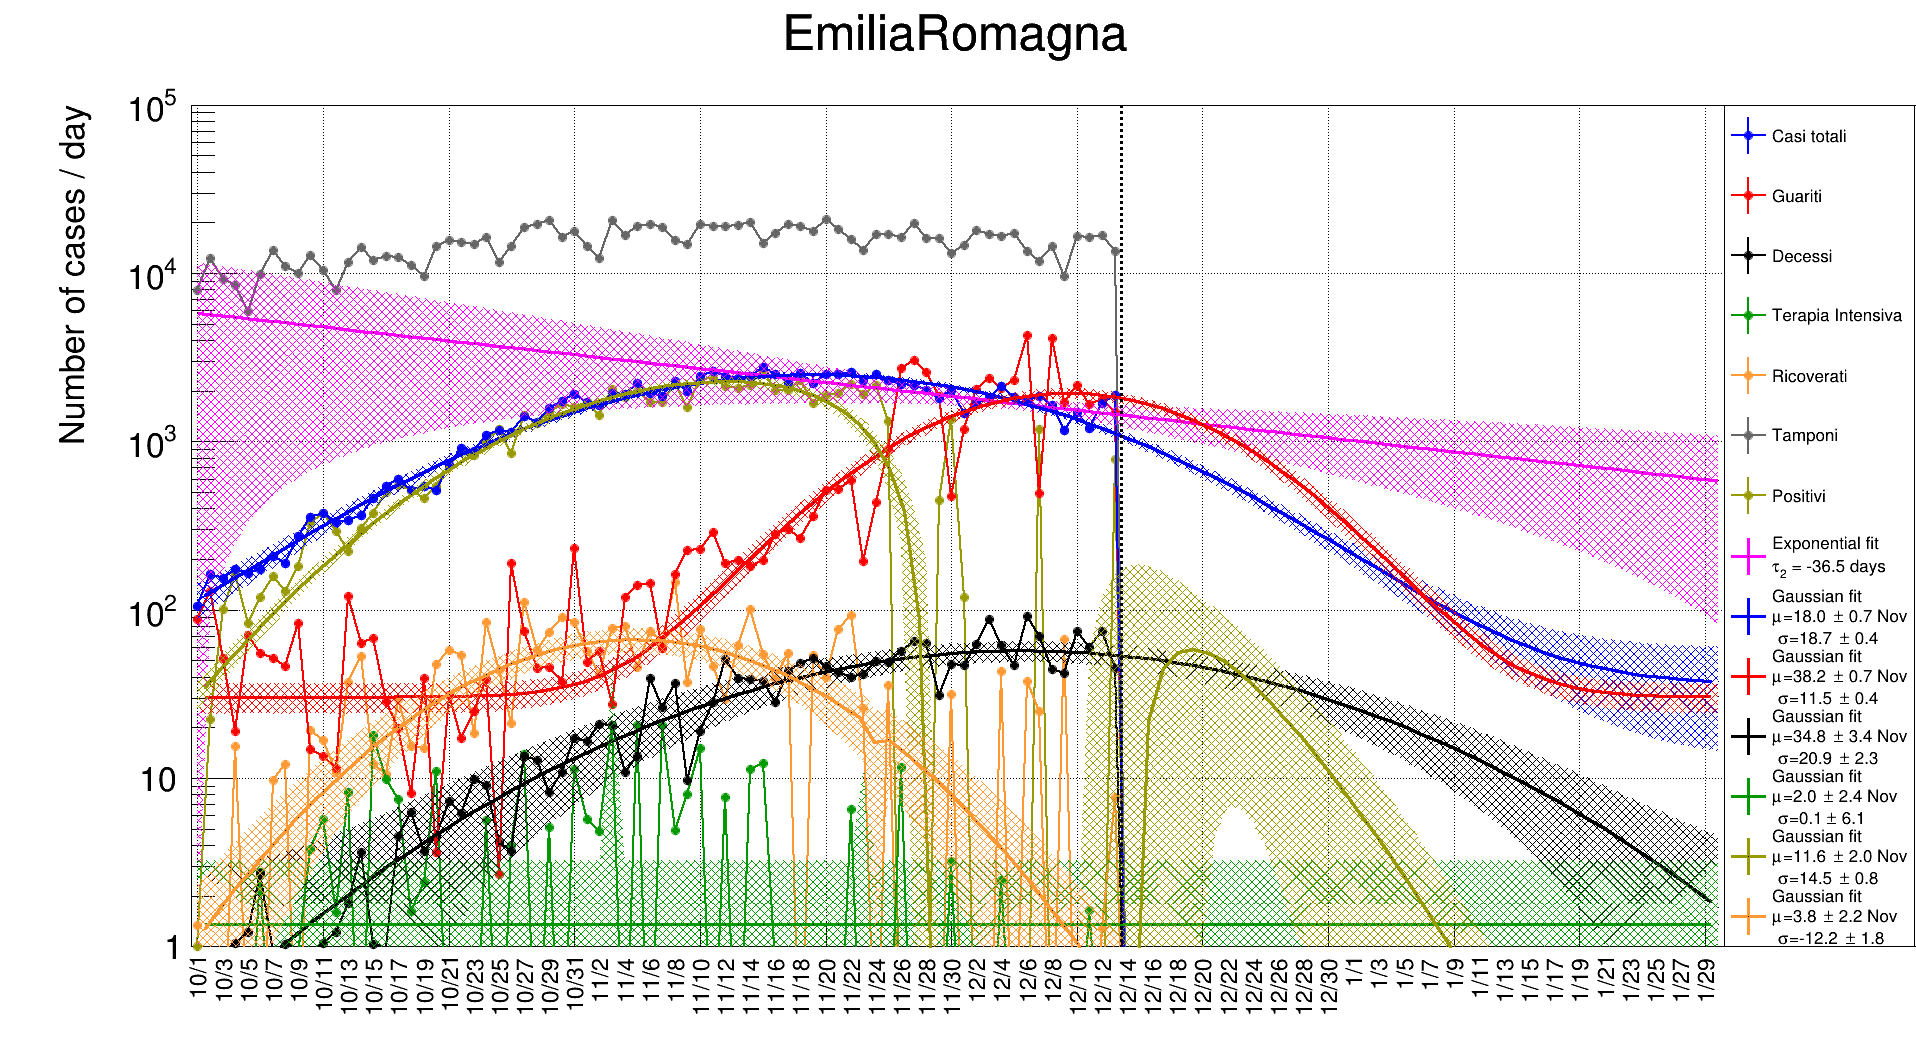 EmiliaRomagna
Number of cases / day
10^5
10^4
10^3
10^2
10
1
10/1 10/3 10/5 10/7 10/9 10/11 10/13 10/15 10/17 10/19 10/21 10/23 10/25 10/27 10/29 10/31 11/2 11/4 11/6 11/8 11/10 11/12 11/14 11/16 11/18 11/20 11/22 11/24 11/26 11/28 11/30 12/2 12/4 12/6 12/8 12/10 12/12 12/14 12/16 12/18 12/20 12/22 12/24 12/26 12/28 12/30 1/1 1/3 1/5 1/7 1/9 1/11 1/13 1/15 1/17 1/19 1/21 1/23 1/25 1/27 1/29
Casi totali
Guariti
Decessi
Terapia Intensiva
Ricoverati
Tamponi
Positivi
Exponential fit
τ2 = -36.5 days
Gaussian fit
μ=18.0 ± 0.7 Nov
σ=18.7 ± 0.4
Gaussian fit
μ=38.2 ± 0.7 Nov
σ=11.5 ± 0.4
Gaussian fit
μ=34.8 ± 3.4 Nov
σ=20.9 ± 2.3
Gaussian fit
μ=2.0 ± 2.4 Nov
σ=0.1 ± 6.1
Gaussian fit
μ=11.6 ± 2.0 Nov
σ=14.5 ± 0.8
Gaussian fit
μ=3.8 ± 2.2 Nov
σ=-12.2 ± 1.8